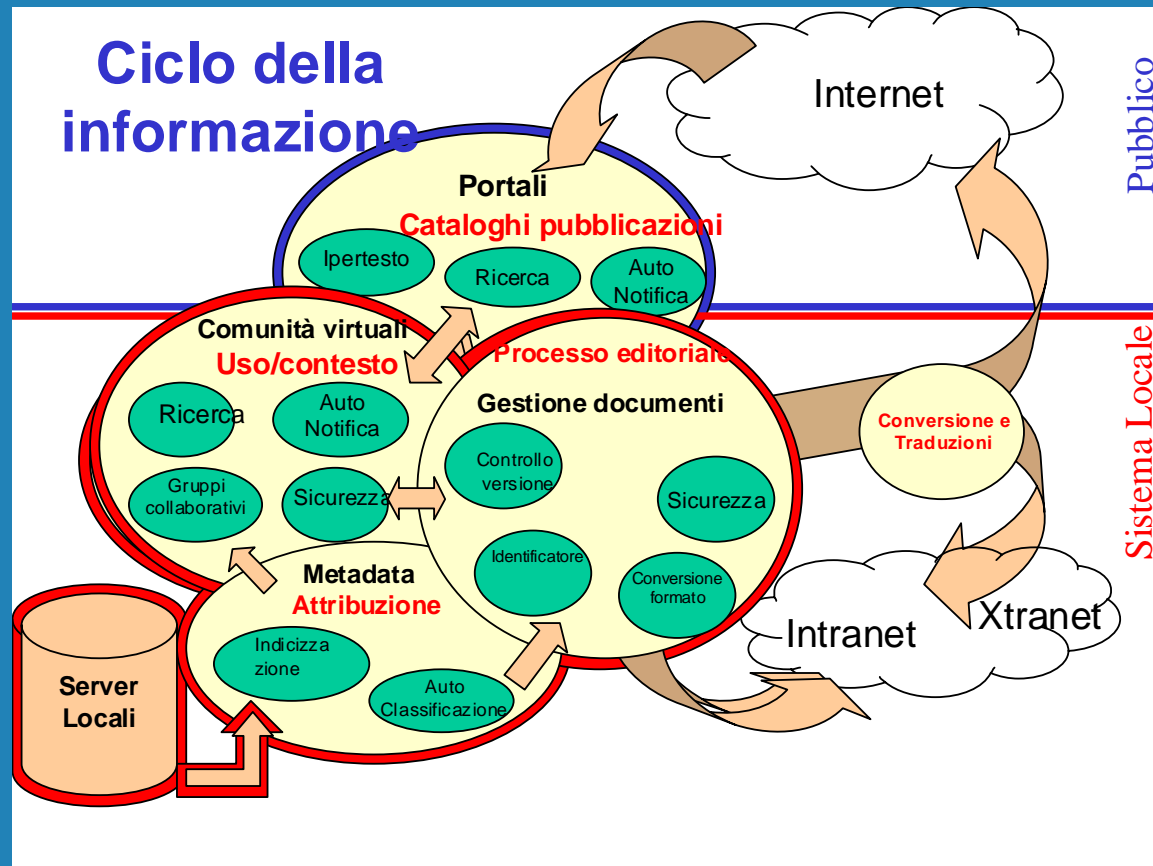 Ciclo della
informazione
Internet
Pubblico
Portali
Cataghi pubblicazioni
Ipertesto
Ricerca
Auto
Notifica
Comunità virtuali
Uso/contesto
Ricerca
Auto
Notifica
Gruppi
collaborativi
Sicurezza
Processo editoriale
Gestione documenti
Controllo
versione
Sicurezza
Identificatore
Conversione
formato
Conversione e
Traduzioni
Sistema Locale
Metadata
Attribuzione
Indicizza
zione
Auto
Classificazione
Server
Locali
Intranet
Xtranet